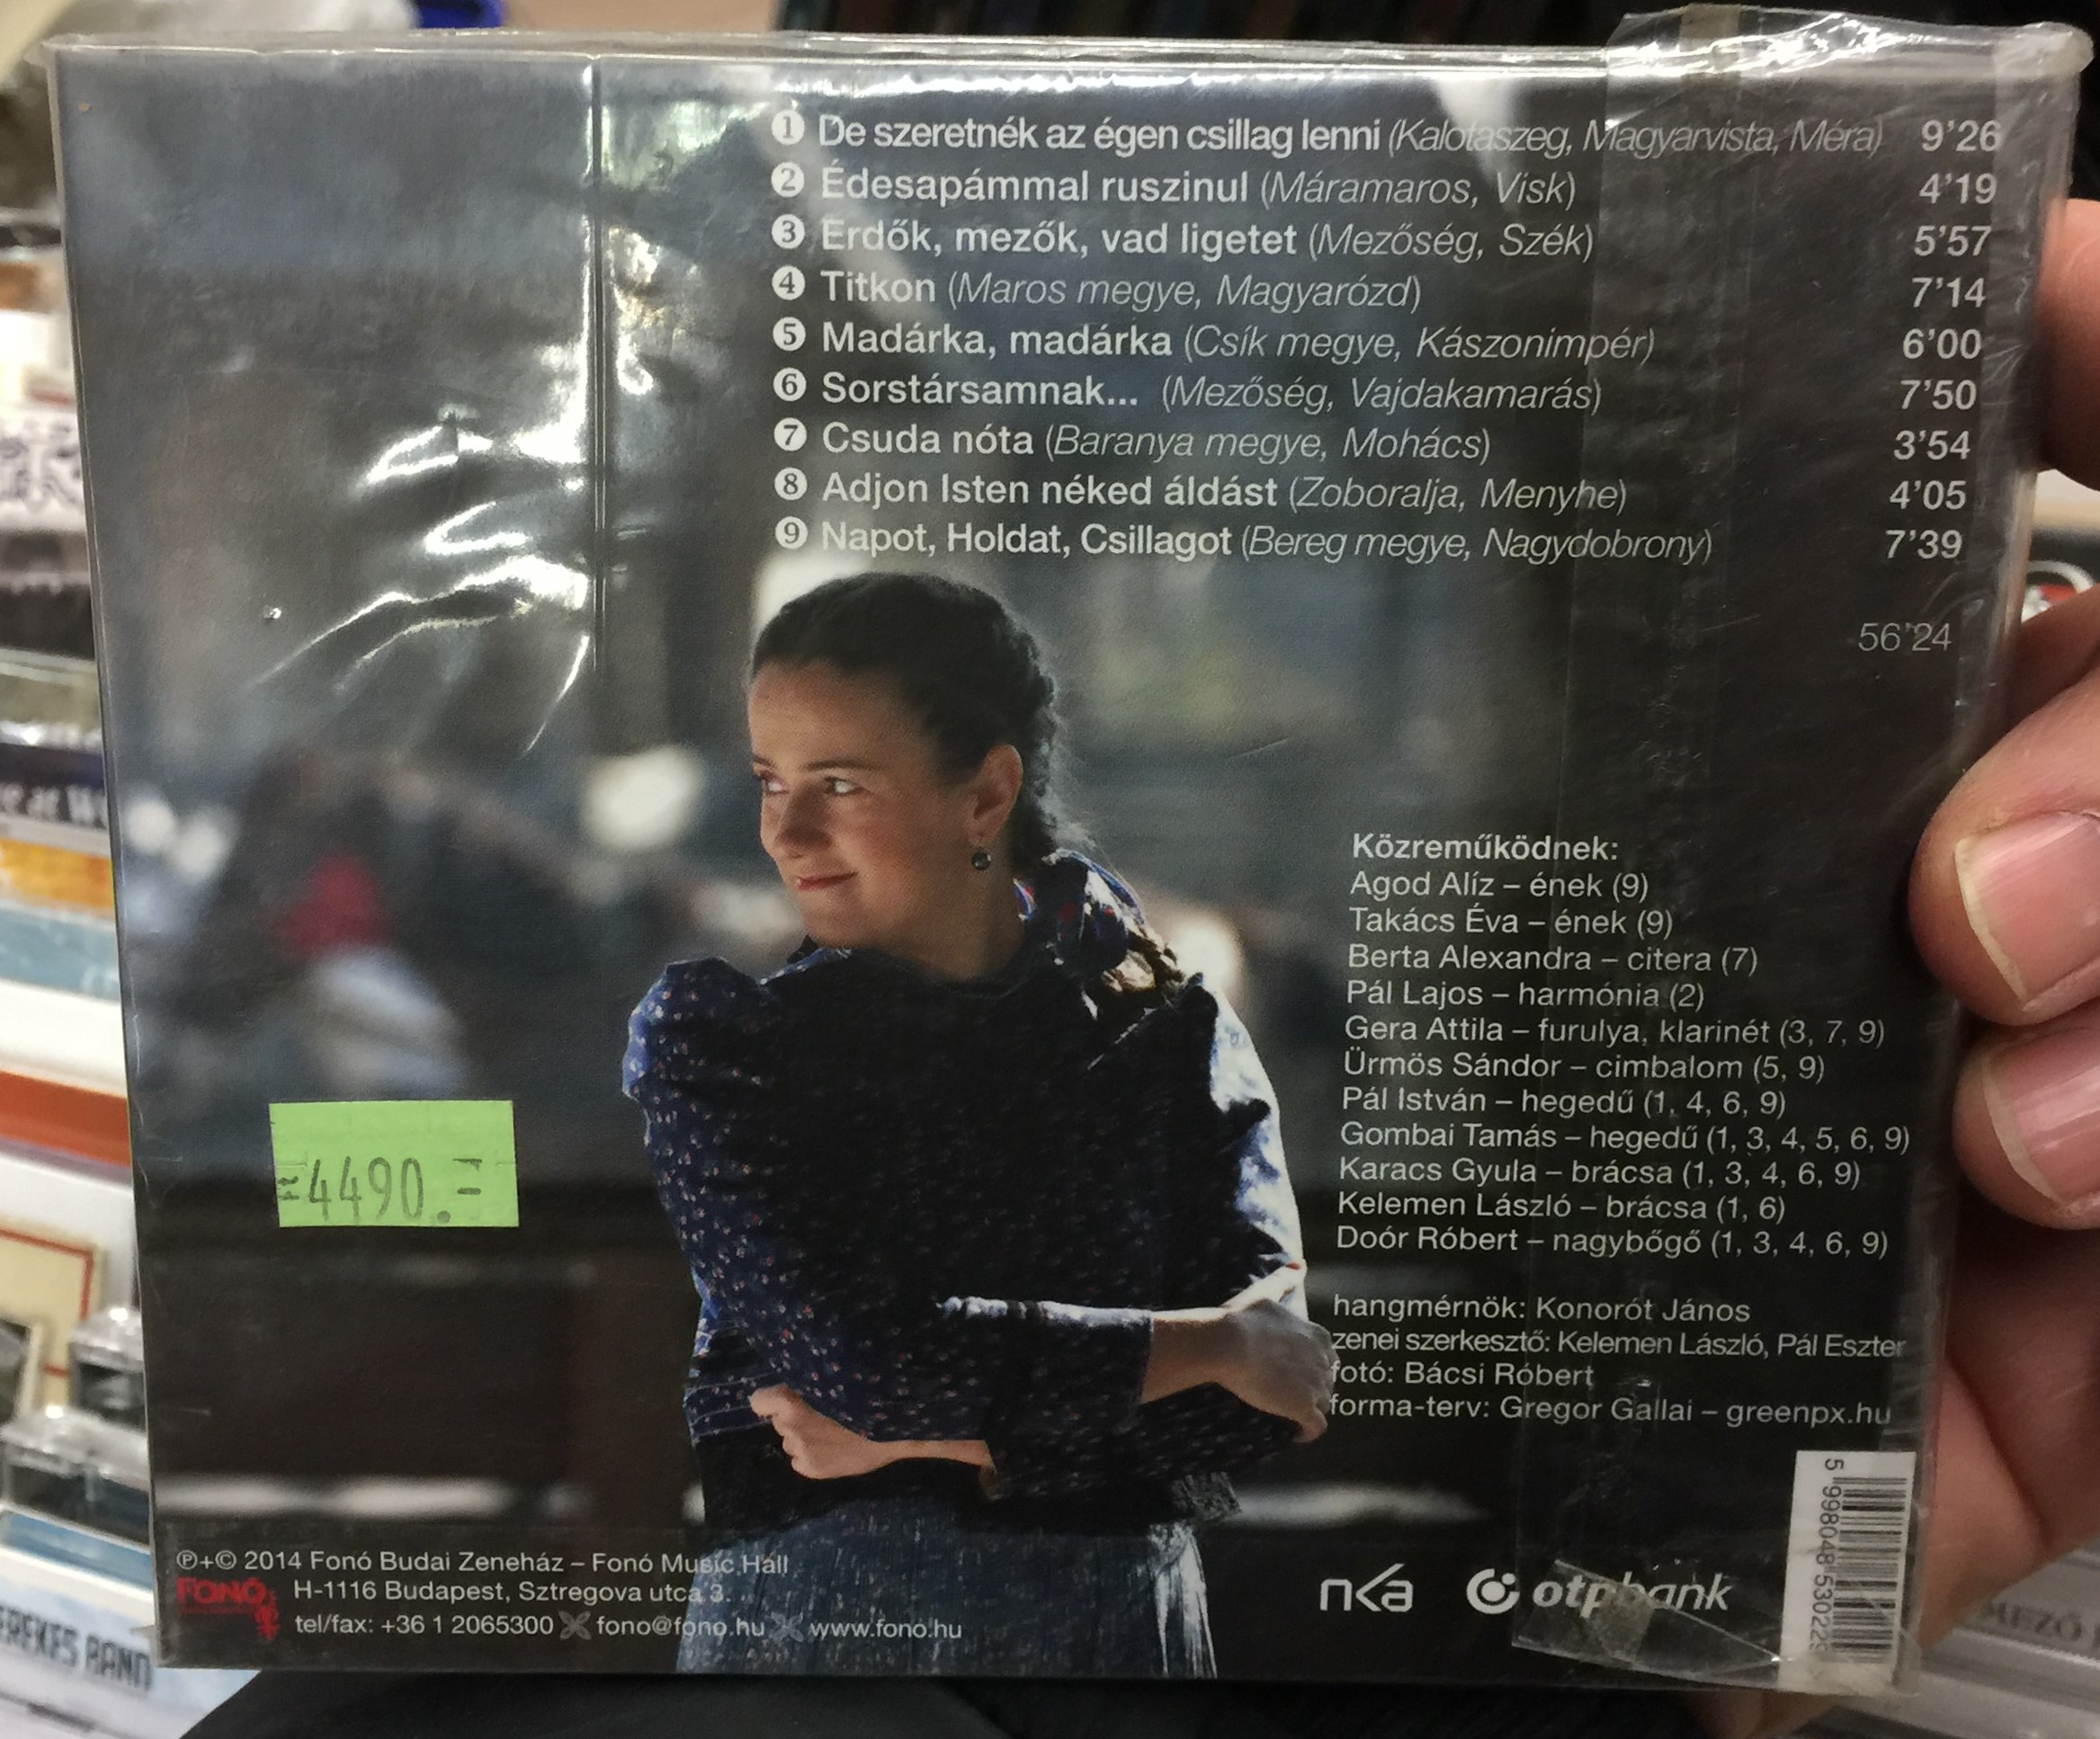 1 De szeretnék az égen csillag lenni (Kalotaszeg, Magyarvista, Méra) 9'26
2 Édesapámmal ruszinul (Máramaros, Visk) 4'19
3 Erdők, mezők, vad ligetet (Mezőség, Szék) 5'57
4 Titkon (Maros megye, Magyarózd) 7'14
5 Madárka, madárka (Csík megye, Kászonimpér) 6'00
6 Sorstársamnak... (Mezőség, Vajdakamarás) 7'50
7 Csuda nóta (Baranya megye, Mohács) 3'54
8 Adjon Isten néked áldást (Zoboralja, Menyhe) 4'05
9 Napot, Holdat, Csillagot (Bereg megye, Nagydobrony) 7'39
56'24
Közreműködnek:
Agod Alíz – ének (9)
Takács Éva – ének (9)
Berta Alexandra – citera (7)
Pál Lajos – harmónia (2)
Gera Attila – furulya, klarinét (3, 7, 9)
Ürmös Sándor – cimbalom (5, 9)
Pál István – hegedű (1, 4, 6, 9)
Gombai Tamás – hegedű (1, 3, 4, 5, 6, 9)
Karacs Gyula – brácsa (1, 3, 4, 6, 9)
Kelemen László – brácsa (1, 6)
Doór Róbert – nagybőgő (1, 3, 4, 6, 9)
hangmérnök: Konorót János
zenei szerkesztő: Kelemen László, Pál Eszter
fotó: Bácsi Róbert
forma-terv: Gregor Gallai – greenpx.hu
=4490.=
℗+© 2014 Fonó Budai Zeneház – Fonó Music Hall
FONÓ H-1116 Budapest, Sztregova utca 3.
tel/fax: +36 1 2065300 fono@fono.hu www.fono.hu
nka otpbank
5 998048 530229
EREKES BAND